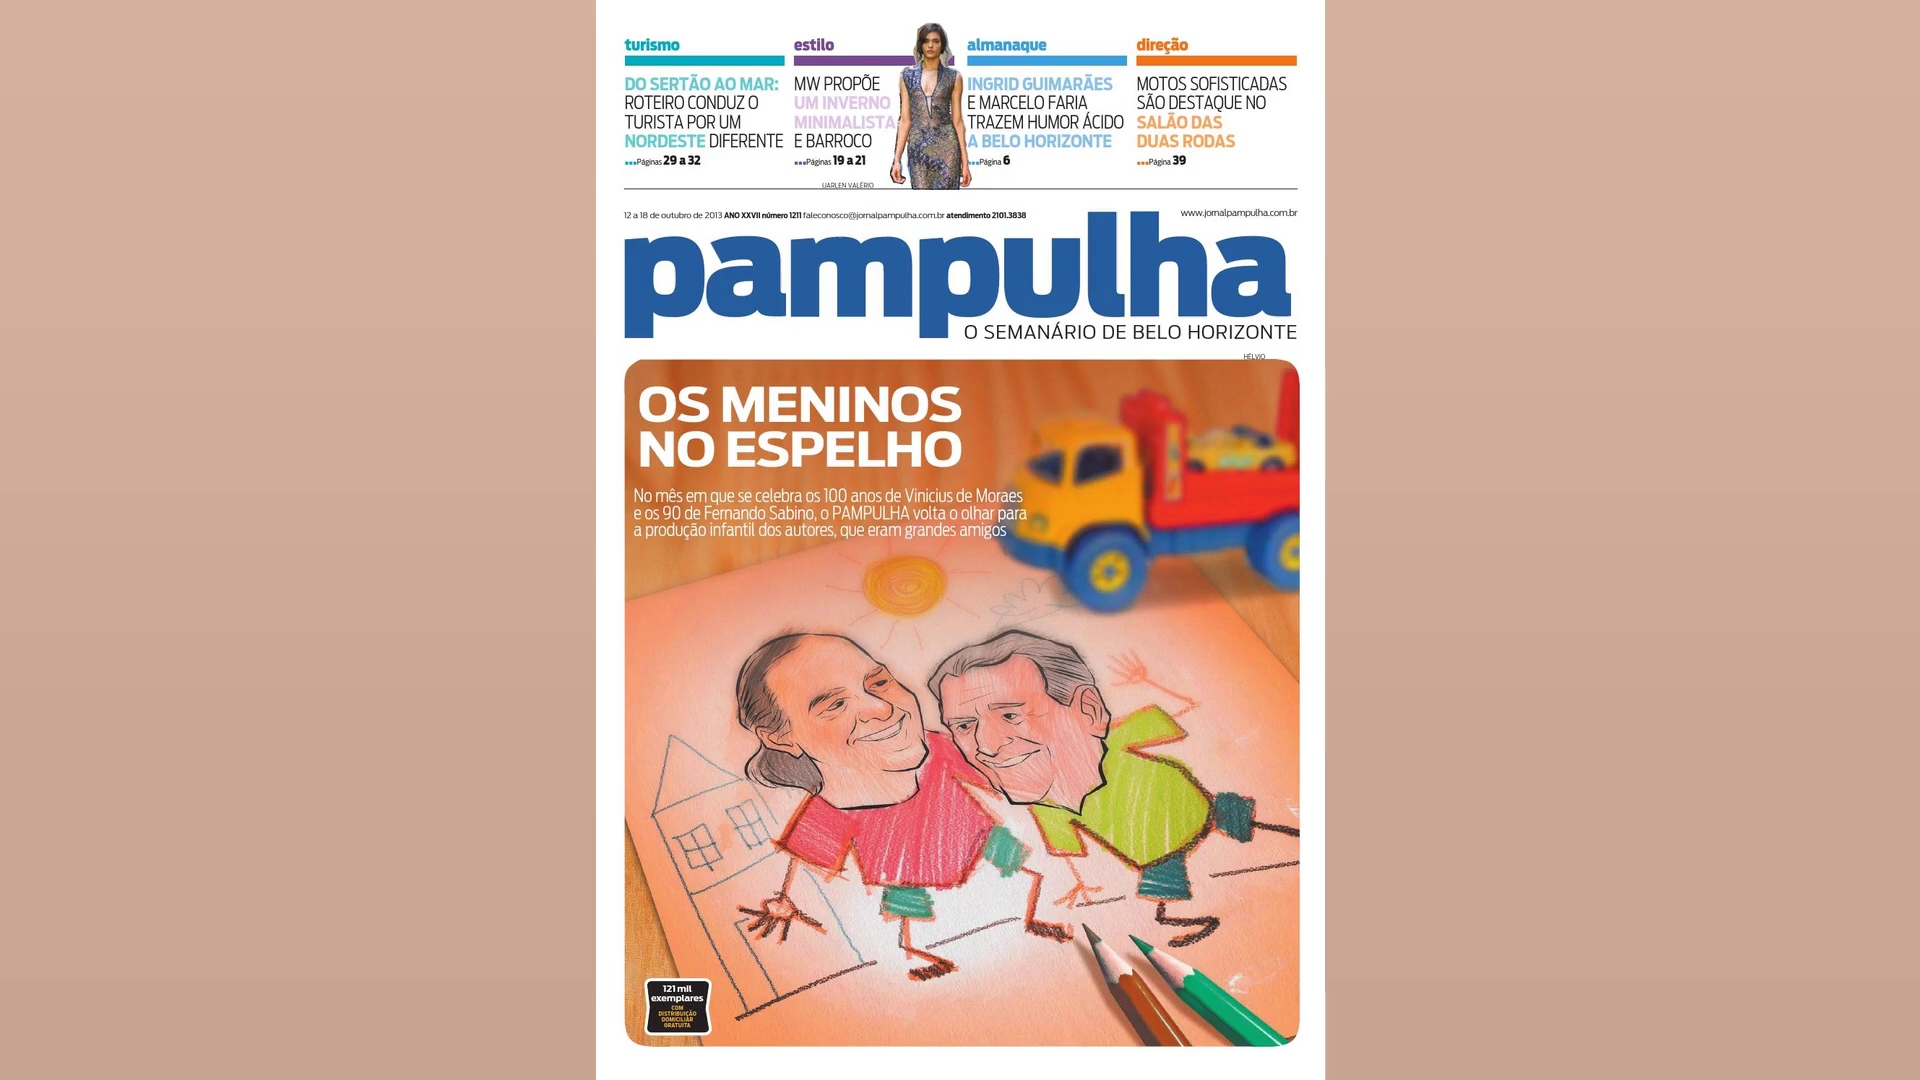 turismo
DO SERTÃO AO MAR:
ROTEIRO CONDUZ O
TURISTA POR UM
NORDESTE DIFERENTE
Páginas 29 a 32
estilo
MW PROPÕE
UM INVERNO
MINIMALISTA
E BARROCO
Páginas 19 a 21
UARLEN VALÉRIO
almanaque
INGRID GUIMARÃES
E MARCELO FARIA
TRAZEM HUMOR ÁCIDO
A BELO HORIZONTE
Página 6
direção
MOTOS SOFISTICADAS
SÃO DESTAQUE NO
SALÃO DAS
DUAS RODAS
Página 39
12 a 18 de outubro de 2013 ANO XXVII número 1211 faleconosco@jornalpampulha.com.br atendimento 2101.3838
www.jornalpampulha.com.br
pampulha
O SEMANÁRIO DE BELO HORIZONTE
HÉLVIO
OS MENINOS
NO ESPELHO
No mês em que se celebra os 100 anos de Vinicius de Moraes
e os 90 de Fernando Sabino, o PAMPULHA volta o olhar para
a produção infantil dos autores, que eram grandes amigos
121 mil
exemplares
COM
DISTRIBUIÇÃO
DOMICILIAR
GRATUITA